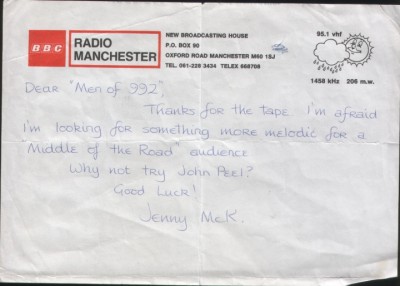 BBC
RADIO
MANCHESTER
NEW BROADCASTING HOUSE
P.O. BOX 90
OXFORD ROAD MANCHESTER M60 1SJ
TEL. 061-228 3434 TELEX 668708
95.1 vhf
1458 kHz 206 m.w.
Dear "Men of 992",
Thanks for the tape. I'm afraid
I'm looking for something more melodic for a
"Middle of the Road" audience
Why not try John Peel?
Good Luck!
Jenny McK.